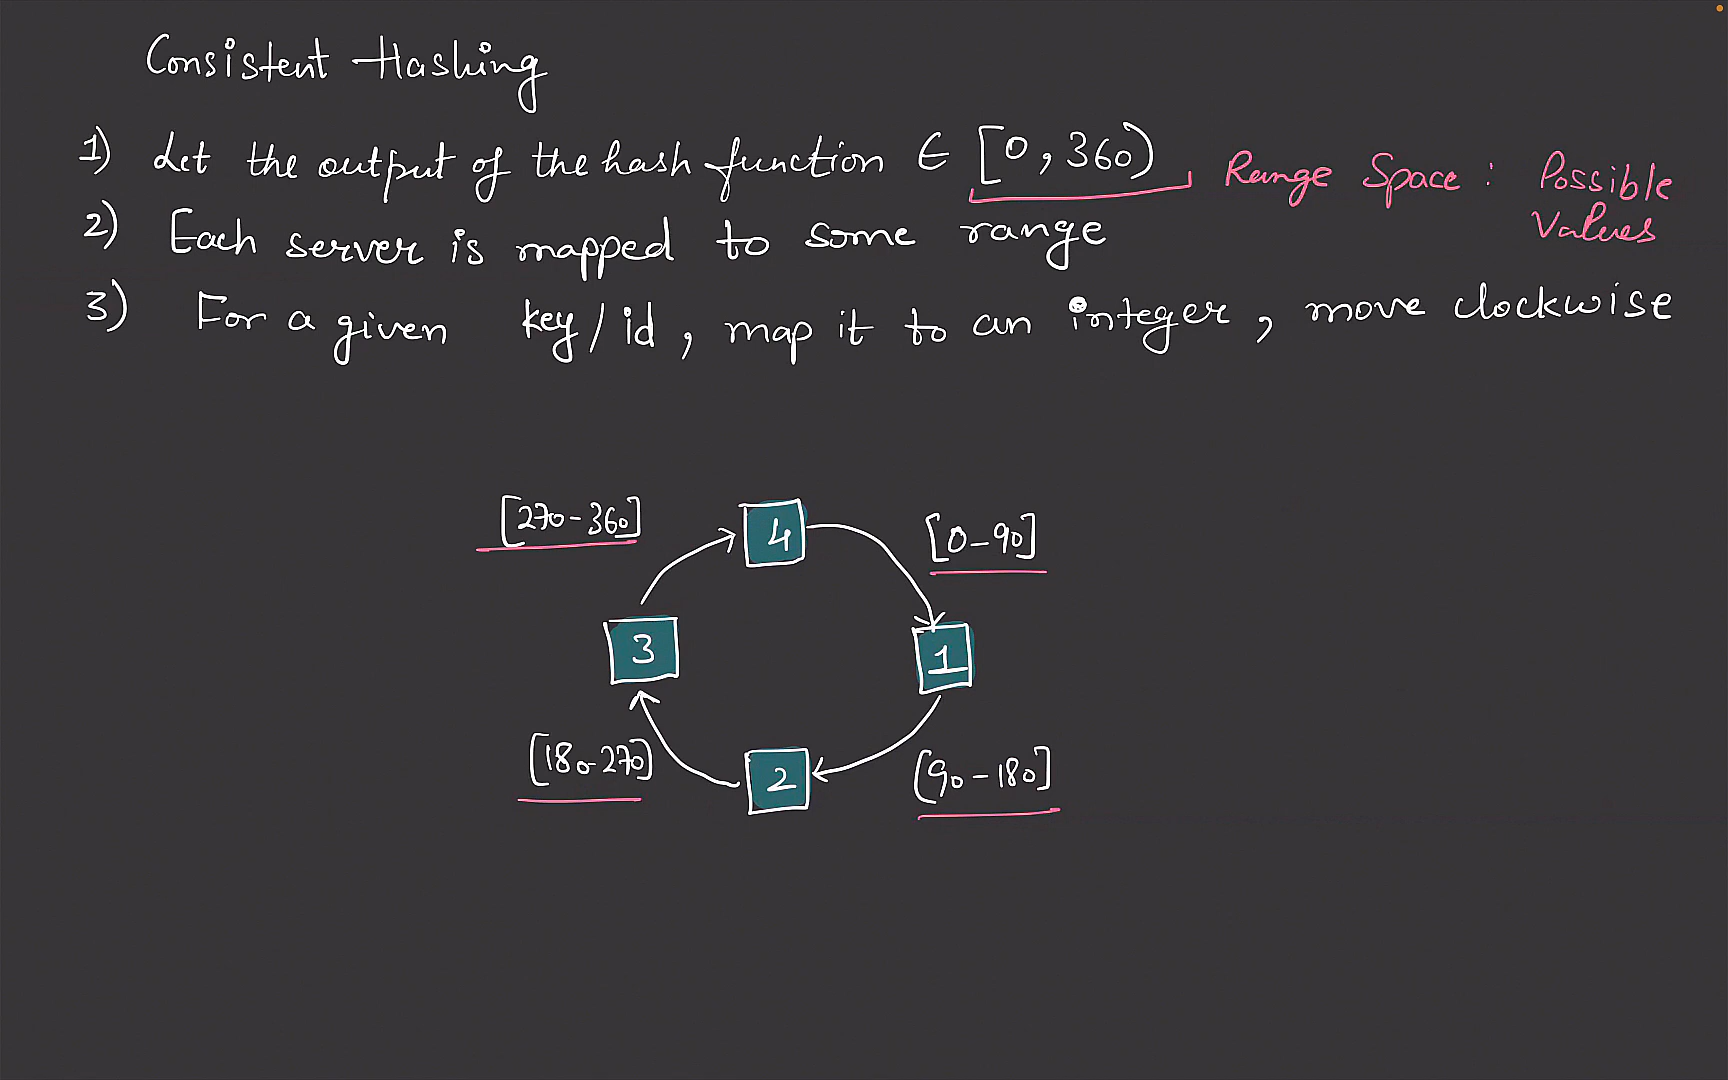 Consistent Hashing
1) Let the output of the hash function ∈ [0, 360) Range Space: Possible Values
2) Each server is mapped to some range
3) For a given key/id, map it to an integer, move clockwise
[270-360] 4 [0-90]
3 1
[180-270] 2 (90-180]